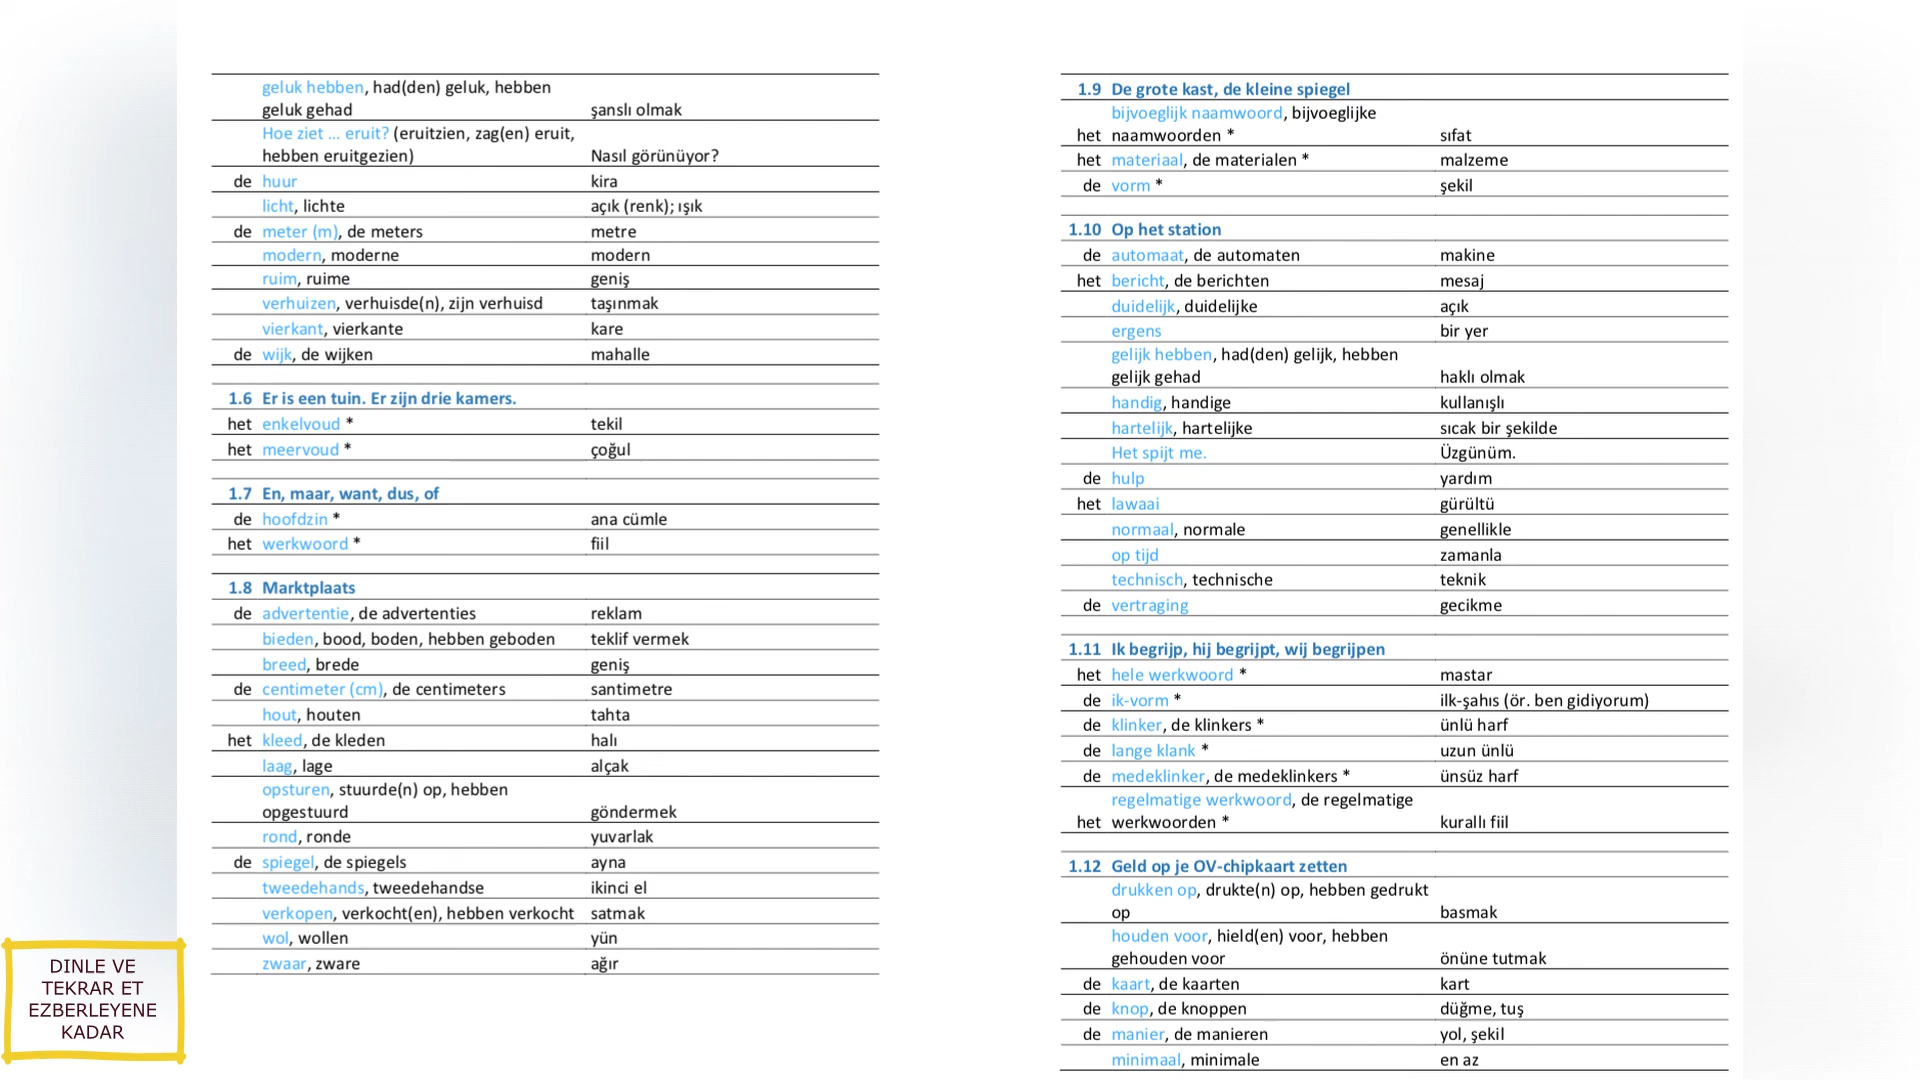 geluk hebben, had(den) geluk, hebben
geluk gehad şanslı olmak
Hoe ziet ... eruit? (eruitzien, zag(en) eruit,
hebben eruitgezien) Nasıl görünüyor?
de huur kira
licht, lichte açık (renk); ışık
de meter (m), de meters metre
modern, moderne modern
ruim, ruime geniş
verhuizen, verhuisde(n), zijn verhuisd taşınmak
vierkant, vierkante kare
de wijk, de wijken mahalle
1.6 Er is een tuin. Er zijn drie kamers.
het enkelvoud * tekil
het meervoud * çoğul
1.7 En, maar, want, dus, of
de hoofdzin * ana cümle
het werkwoord * fiil
1.8 Marktplaats
de advertentie, de advertenties reklam
bieden, bood, boden, hebben geboden teklif vermek
breed, brede geniş
de centimeter (cm), de centimeters santimetre
hout, houten tahta
het kleed, de kleden halı
laag, lage alçak
opsturen, stuurde(n) op, hebben
opgestuurd göndermek
rond, ronde yuvarlak
de spiegel, de spiegels ayna
tweedehands, tweedehandse ikinci el
verkopen, verkocht(en), hebben verkocht satmak
wol, wollen yün
zwaar, zware ağır
1.9 De grote kast, de kleine spiegel
bijvoeglijk naamwoord, bijvoeglijke
het naamwoorden * sıfat
het materiaal, de materialen * malzeme
de vorm * şekil
1.10 Op het station
de automaat, de automaten makine
het bericht, de berichten mesaj
duidelijk, duidelijke açık
ergens bir yer
gelijk hebben, had(den) gelijk, hebben
gelijk gehad haklı olmak
handig, handige kullanışlı
hartelijk, hartelijke sıcak bir şekilde
Het spijt me. Üzgünüm.
de hulp yardım
het lawaai gürültü
normaal, normale genellikle
op tijd zamanla
technisch, technische teknik
de vertraging gecikme
1.11 Ik begrijp, hij begrijpt, wij begrijpen
het hele werkwoord * mastar
de ik-vorm * ilk-şahıs (ör. ben gidiyorum)
de klinker, de klinkers * ünlü harf
de lange klank * uzun ünlü
de medeklinker, de medeklinkers * ünsüz harf
regelmatige werkwoord, de regelmatige
het werkwoorden * kurallı fiil
1.12 Geld op je OV-chipkaart zetten
drukken op, drukte(n) op, hebben gedrukt
op basmak
houden voor, hield(en) voor, hebben
gehouden voor önüne tutmak
de kaart, de kaarten kart
de knop, de knoppen düğme, tuş
de manier, de manieren yol, şekil
minimaal, minimale en az
DINLE VE
TEKRAR ET
EZBERLEYENE
KADAR